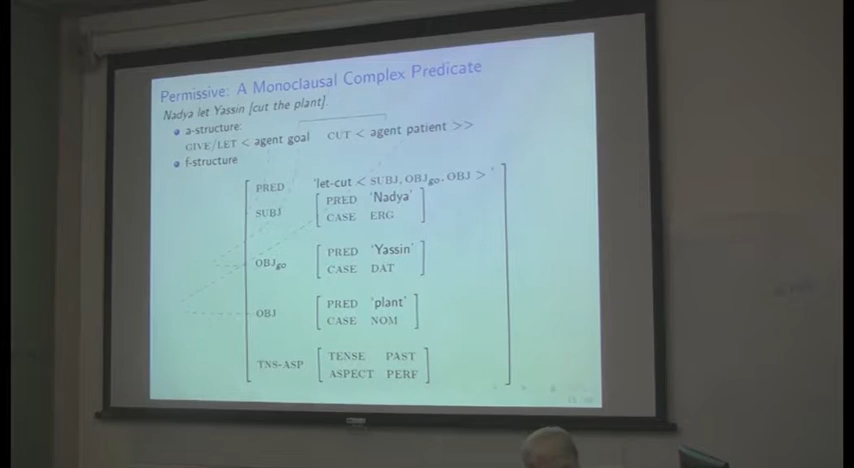 Permissive: A Monoclausal Complex Predicate
Nadya let Yassin [cut the plant].
a-structure:
GIVE/LET < agent goal CUT < agent patient >>
f-structure
PRED 'let-cut < SUBJ, OBJgo, OBJ > '
SUBJ PRED 'Nadya'
CASE ERG
OBJgo PRED 'Yassin'
CASE DAT
OBJ PRED 'plant'
CASE NOM
TNS-ASP TENSE PAST
ASPECT PERF